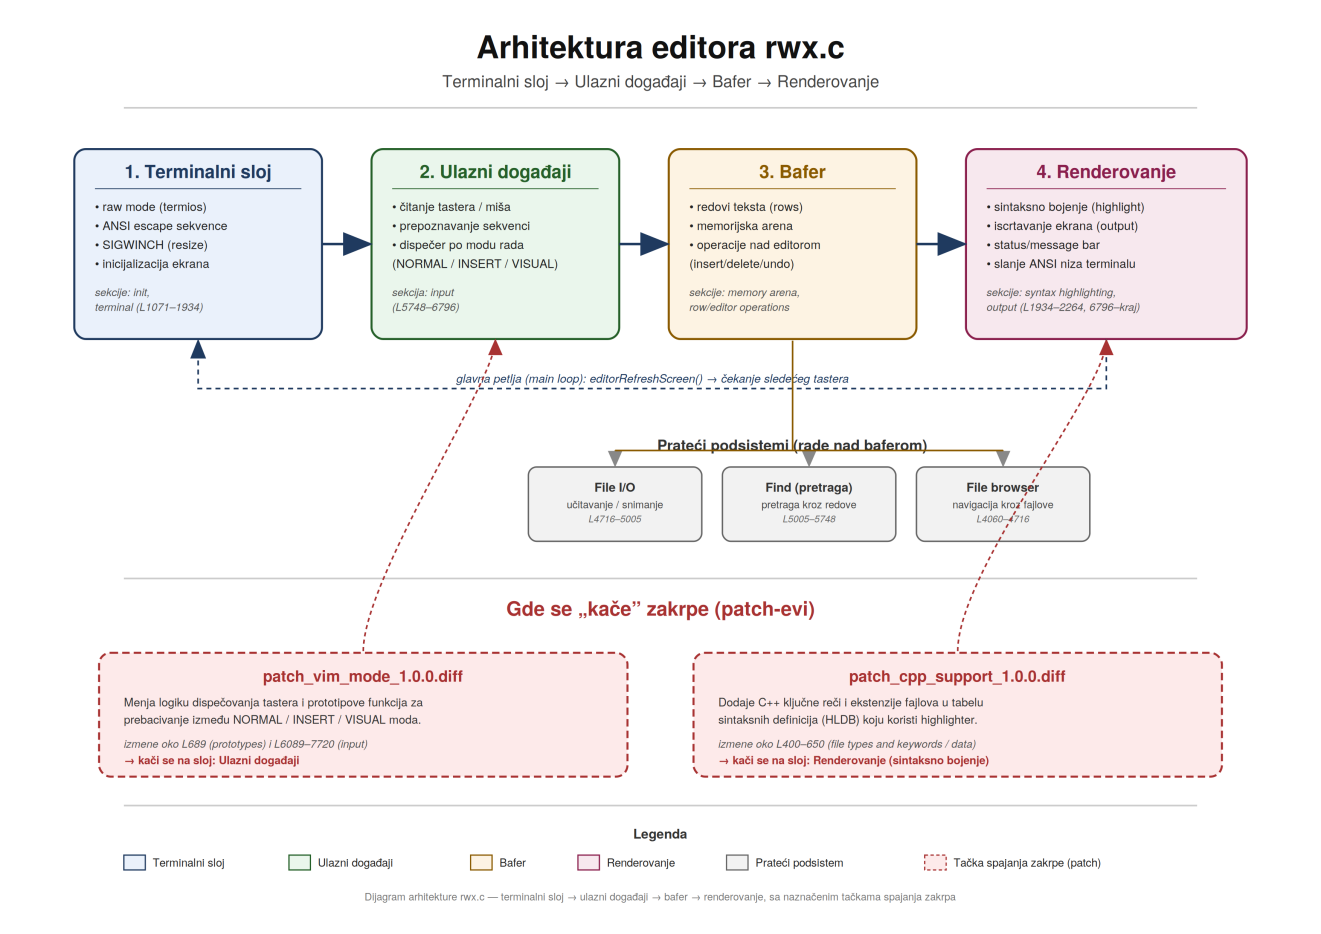 Arhitektura editora rwx.c
Terminalni sloj → Ulazni događaji → Bafer → Renderovanje
1. Terminalni sloj
• raw mode (termios)
• ANSI escape sekvence
• SIGWINCH (resize)
• inicijalizacija ekrana
sekcije: init,
terminal (L1071–1934)
2. Ulazni događaji
• čitanje tastera / miša
• prepoznavanje sekvenci
• dispečer po modu rada
(NORMAL / INSERT / VISUAL)
sekcija: input
(L5748–6796)
3. Bafer
• redovi teksta (rows)
• memorijska arena
• operacije nad editorom
(insert/delete/undo)
sekcije: memory arena,
row/editor operations
4. Renderovanje
• sintaksno bojenje (highlight)
• iscrtavanje ekrana (output)
• status/message bar
• slanje ANSI niza terminalu
sekcije: syntax highlighting,
output (L1934–2264, 6796–kraj)
glavna petlja (main loop): editorRefreshScreen() → čekanje sledećeg tastera
Prateći podsistemi (rade nad baferom)
File I/O
učitavanje / snimanje
L4716–5005
Find (pretraga)
pretraga kroz redove
L5005–5748
File browser
navigacija kroz fajlove
L4060–4716
Gde se „kače” zakrpe (patch-evi)
patch_vim_mode_1.0.0.diff
Menja logiku dispečovanja tastera i prototipove funkcija za
prebacivanje između NORMAL / INSERT / VISUAL moda.
izmene oko L689 (prototypes) i L6089–7720 (input)
→ kači se na sloj: Ulazni događaji
patch_cpp_support_1.0.0.diff
Dodaje C++ ključne reči i ekstenzije fajlova u tabelu
sintaksnih definicija (HLDB) koju koristi highlighter.
izmene oko L400–650 (file types and keywords / data)
→ kači se na sloj: Renderovanje (sintaksno bojenje)
Legenda
Terminalni sloj
Ulazni događaji
Bafer
Renderovanje
Prateći podsistem
Tačka spajanja zakrpe (patch)
Dijagram arhitekture rwx.c — terminalni sloj → ulazni događaji → bafer → renderovanje, sa naznačenim tačkama spajanja zakrpa